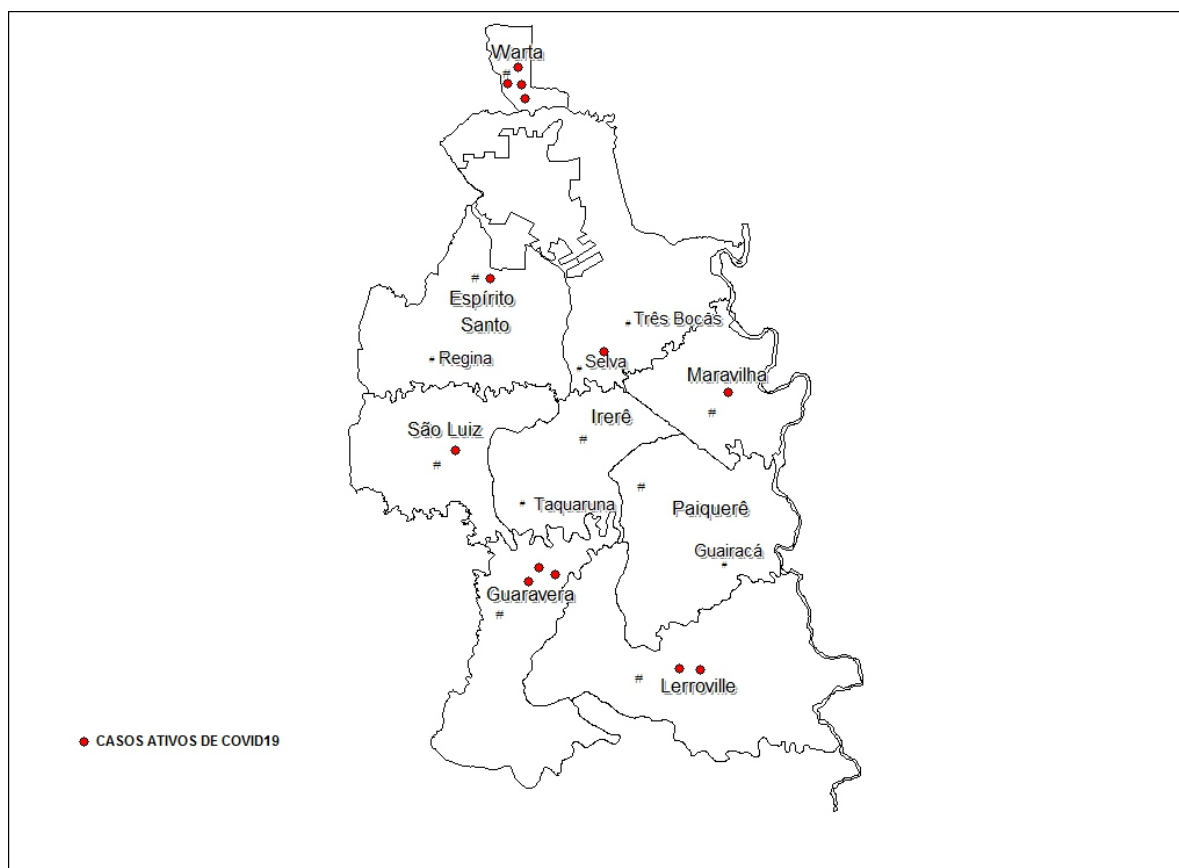 Warta
#
#
Espírito
Santo
Três Bocas
Regina
Selva
Maravilha
#
Irerê
#
São Luiz
#
#
Paiquerê
Taquaruna
Guairacá
Guaravera
#
#
Lerroville
CASOS ATIVOS DE COVID19